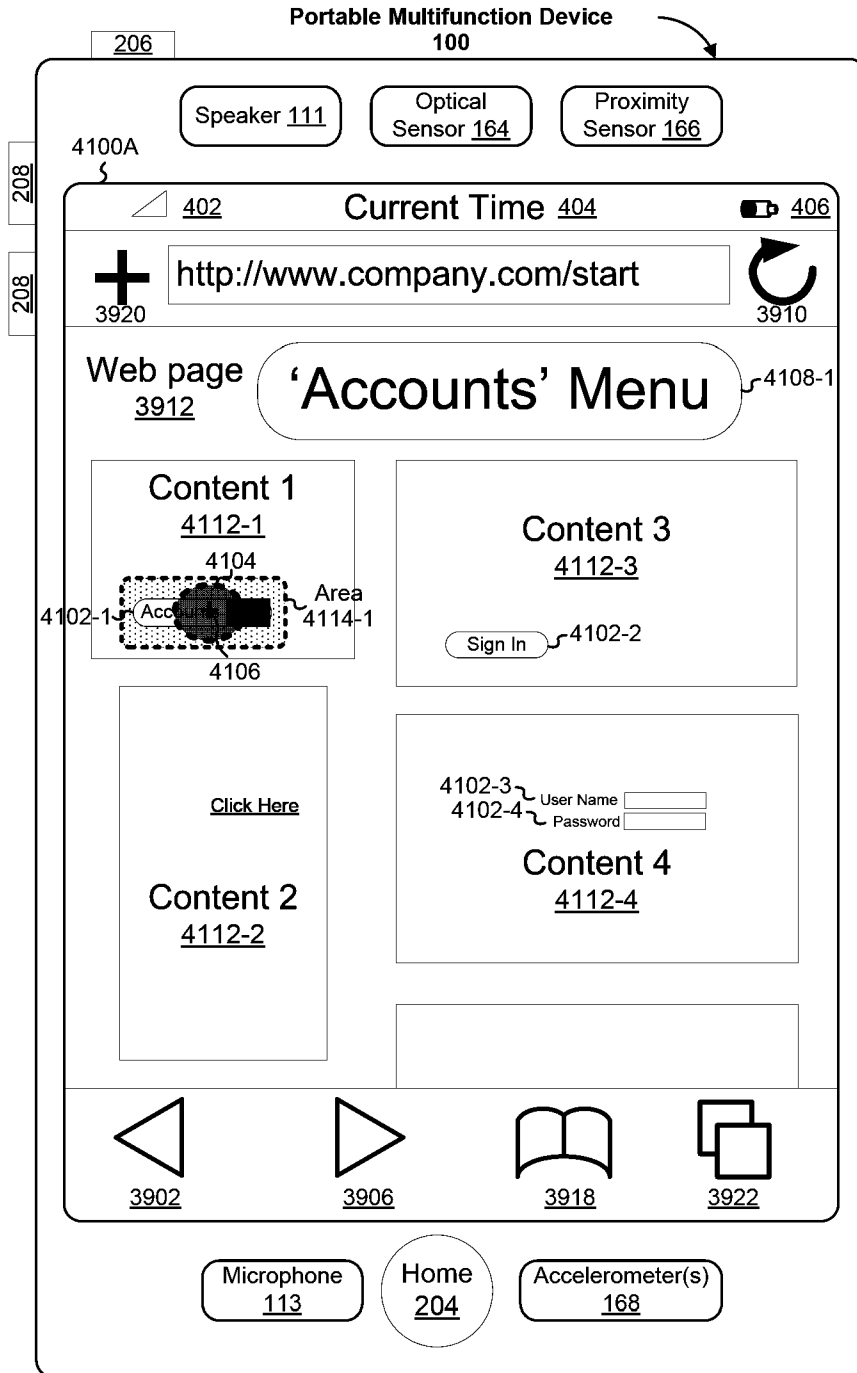 Portable Multifunction Device
100
206
Speaker 111
Optical
Sensor 164
Proximity
Sensor 166
4100A
208
208
402
Current Time 404
406
http://www.company.com/start
3920
3910
Web page
3912
‘Accounts’ Menu
4108-1
Content 1
4112-1
4104
4102-1
Area
4114-1
4106
Content 3
4112-3
Sign In
4102-2
Click Here
Content 2
4112-2
4102-3
User Name
4102-4
Password
Content 4
4112-4
3902
3906
3918
3922
Microphone
113
Home
204
Accelerometer(s)
168